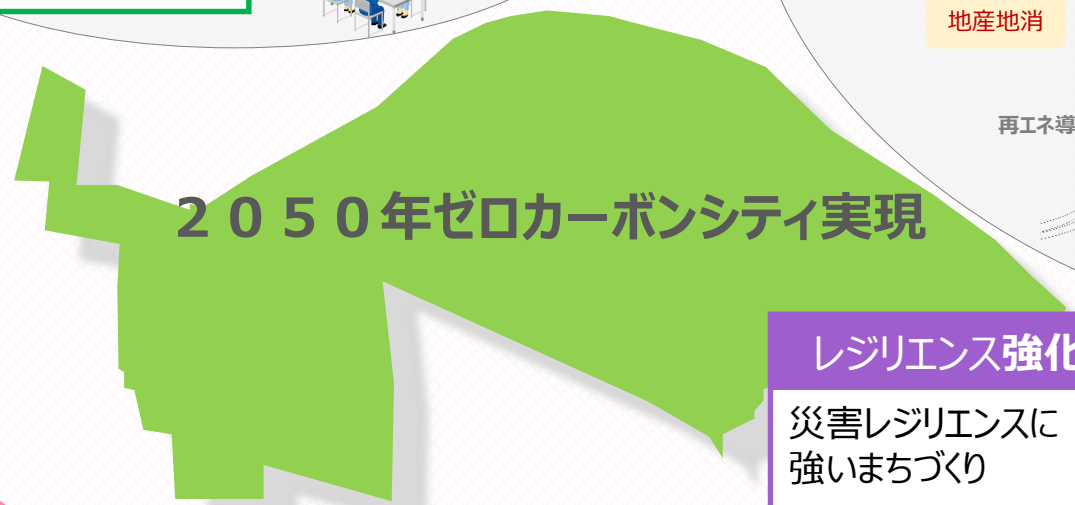 地産地消
再エネ導
２０５０年ゼロカーボンシティ実現
レジリエンス強化
災害レジリエンスに
強いまちづくり